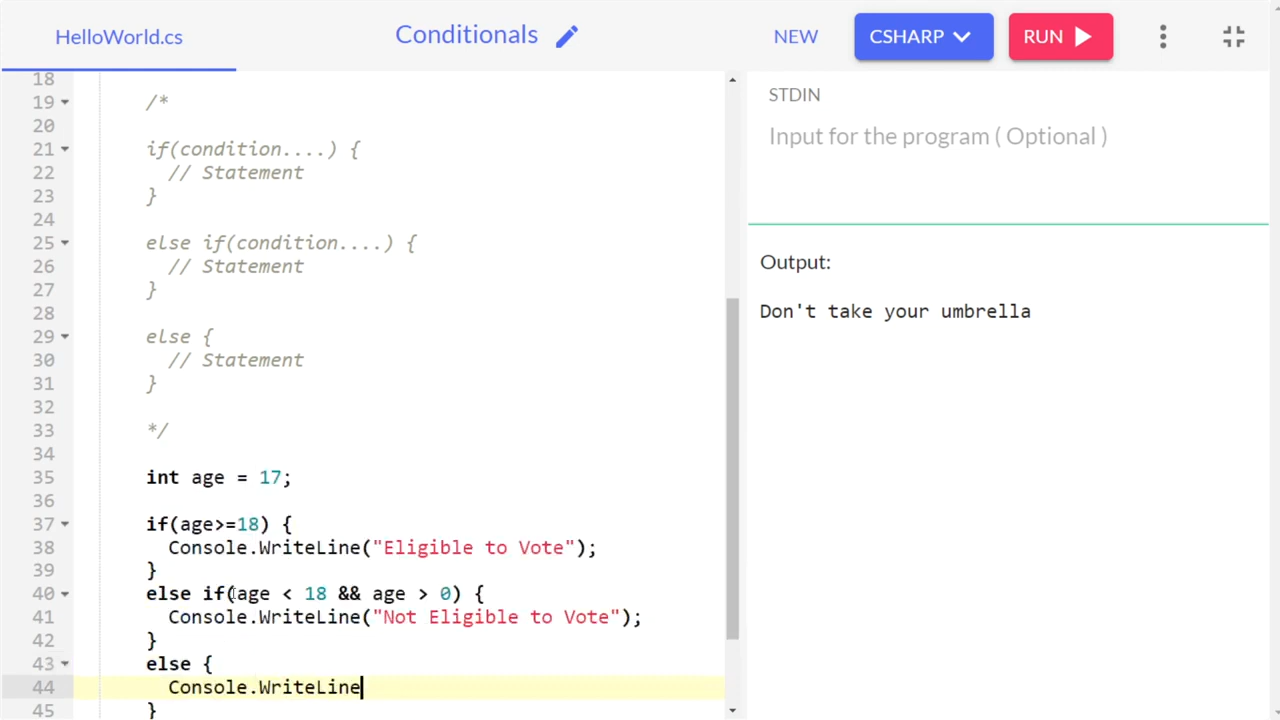 HelloWorld.cs
Conditionals
NEW
CSHARP
RUN
18
19 /*
20
21 if(condition....) {
22 // Statement
23 }
24
25 else if(condition....) {
26 // Statement
27 }
28
29 else {
30 // Statement
31 }
32
33 */
34
35 int age = 17;
36
37 if(age>=18) {
38 Console.WriteLine("Eligible to Vote");
39 }
40 else if(age < 18 && age > 0) {
41 Console.WriteLine("Not Eligible to Vote");
42 }
43 else {
44 Console.WriteLine
45 }
STDIN
Input for the program ( Optional )
Output:
Don't take your umbrella